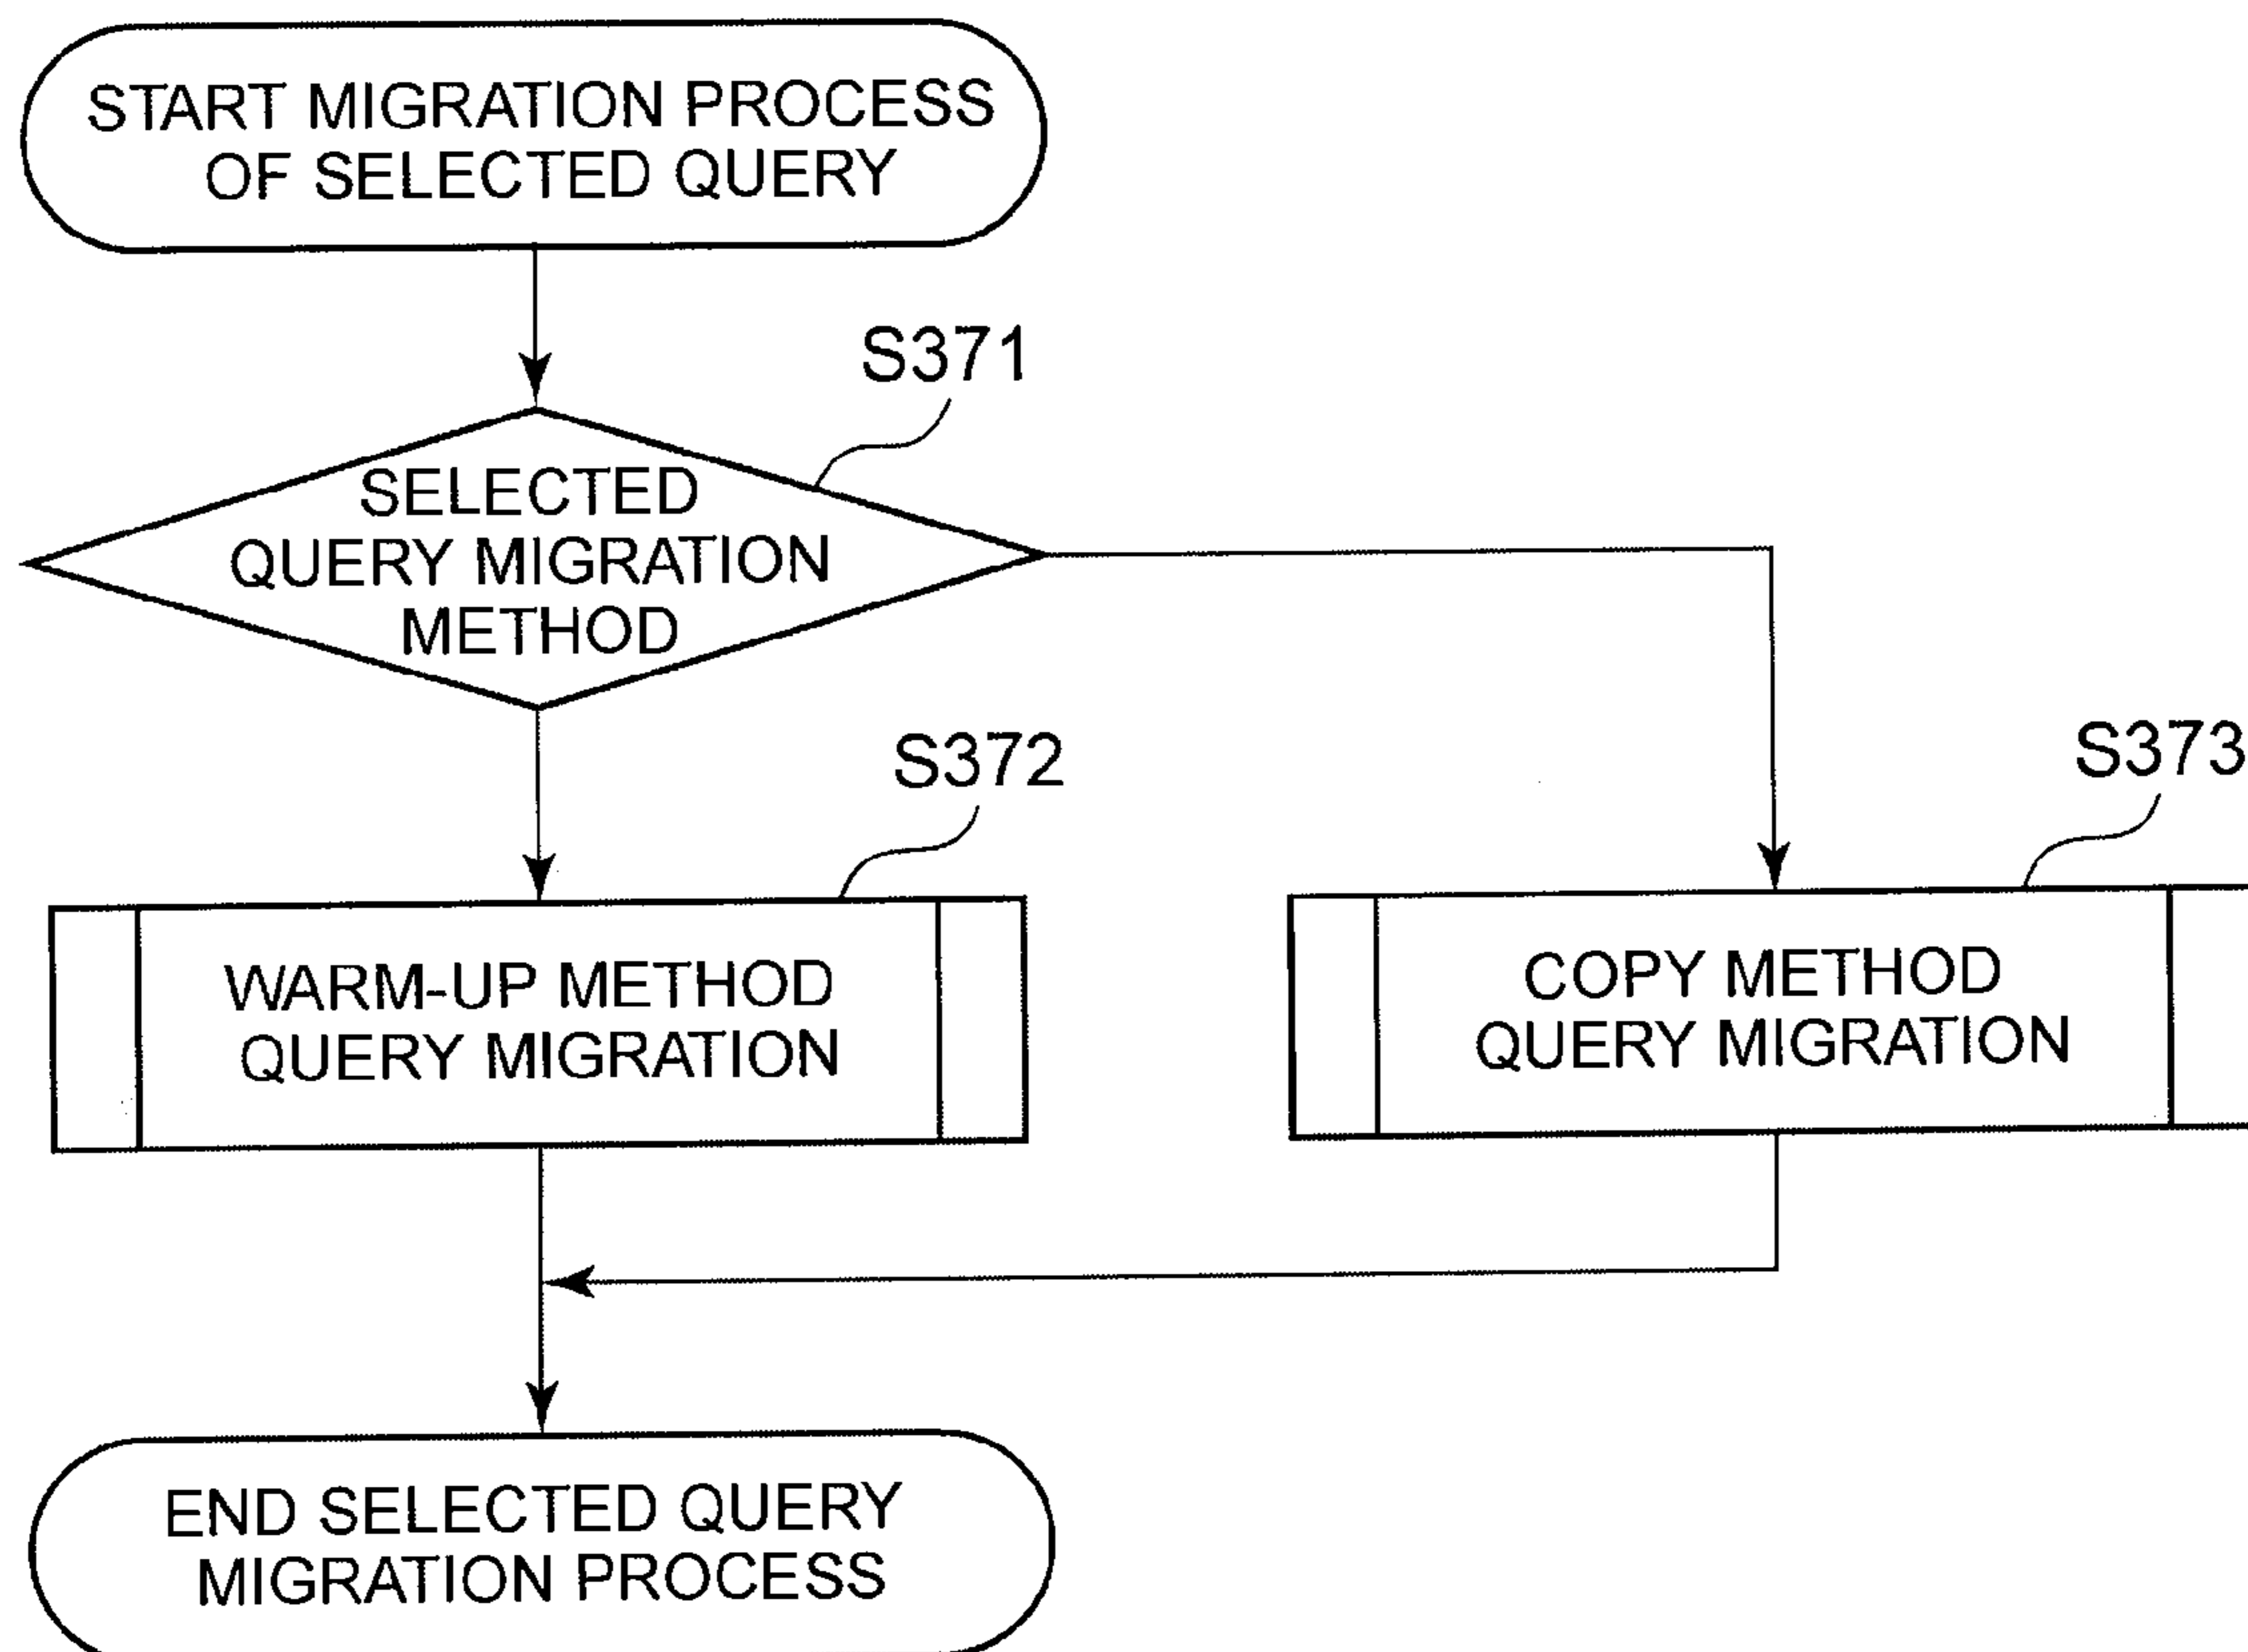 START MIGRATION PROCESS
OF SELECTED QUERY
S371
SELECTED
QUERY MIGRATION
METHOD
S372
S373
WARM-UP METHOD
QUERY MIGRATION
COPY METHOD
QUERY MIGRATION
END SELECTED QUERY
MIGRATION PROCESS